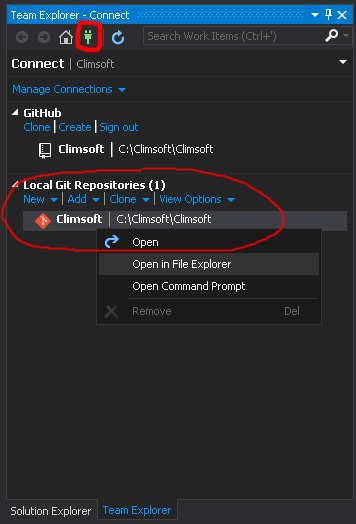 Team Explorer - Connect
Search Work Items (Ctrl+')
Connect | Climsoft
Manage Connections
GitHub
Clone | Create | Sign out
Climsoft | C:\Climsoft\Climsoft
Local Git Repositories (1)
New | Add | Clone | View Options
Climsoft | C:\Climsoft\Climsoft
Open
Open in File Explorer
Open Command Prompt
Remove Del
Solution Explorer Team Explorer